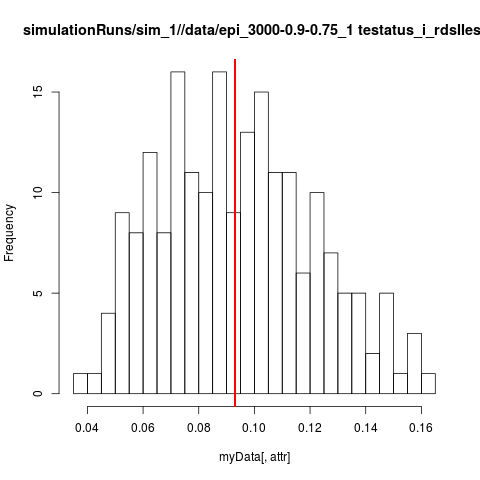 simulationRuns/sim_1//data/epi_3000-0.9-0.75_1 testatus_i_rdslles
Frequency
15
10
5
0
0.04 0.06 0.08 0.10 0.12 0.14 0.16
myData[, attr]